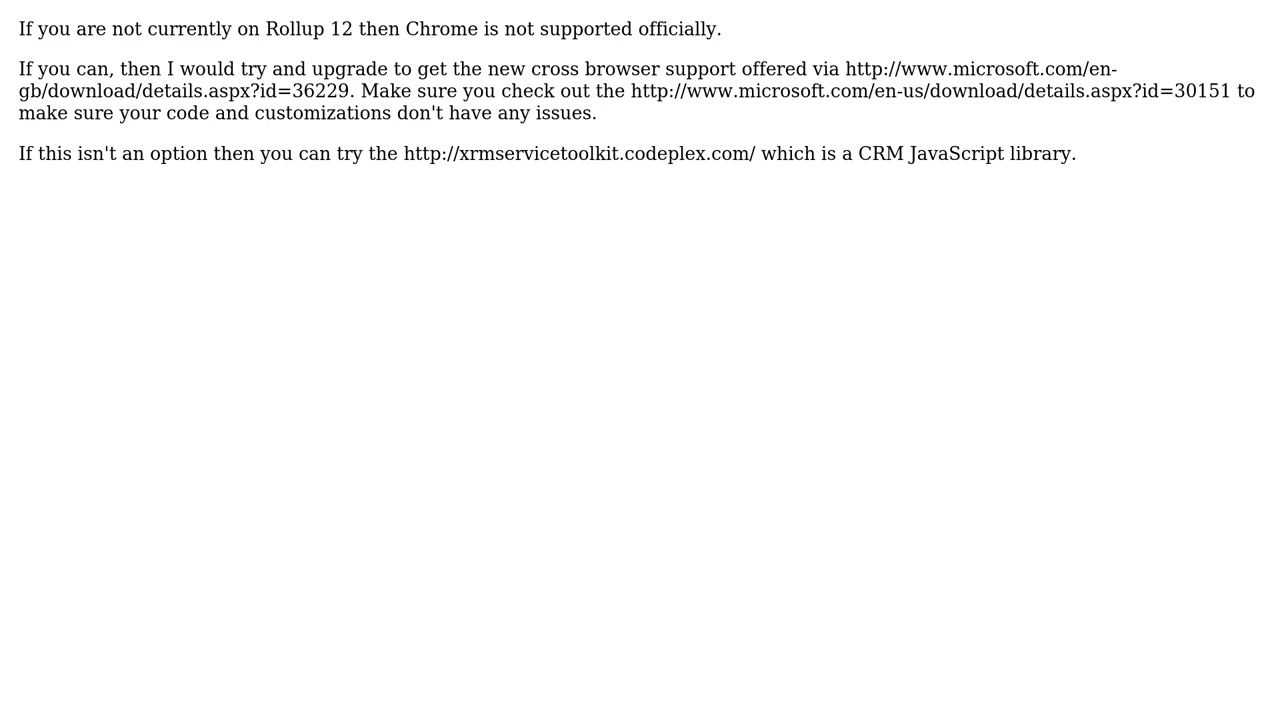 If you are not currently on Rollup 12 then Chrome is not supported officially.
If you can, then I would try and upgrade to get the new cross browser support offered via http://www.microsoft.com/en-
gb/download/details.aspx?id=36229. Make sure you check out the http://www.microsoft.com/en-us/download/details.aspx?id=30151 to
make sure your code and customizations don't have any issues.
If this isn't an option then you can try the http://xrmservicetoolkit.codeplex.com/ which is a CRM JavaScript library.